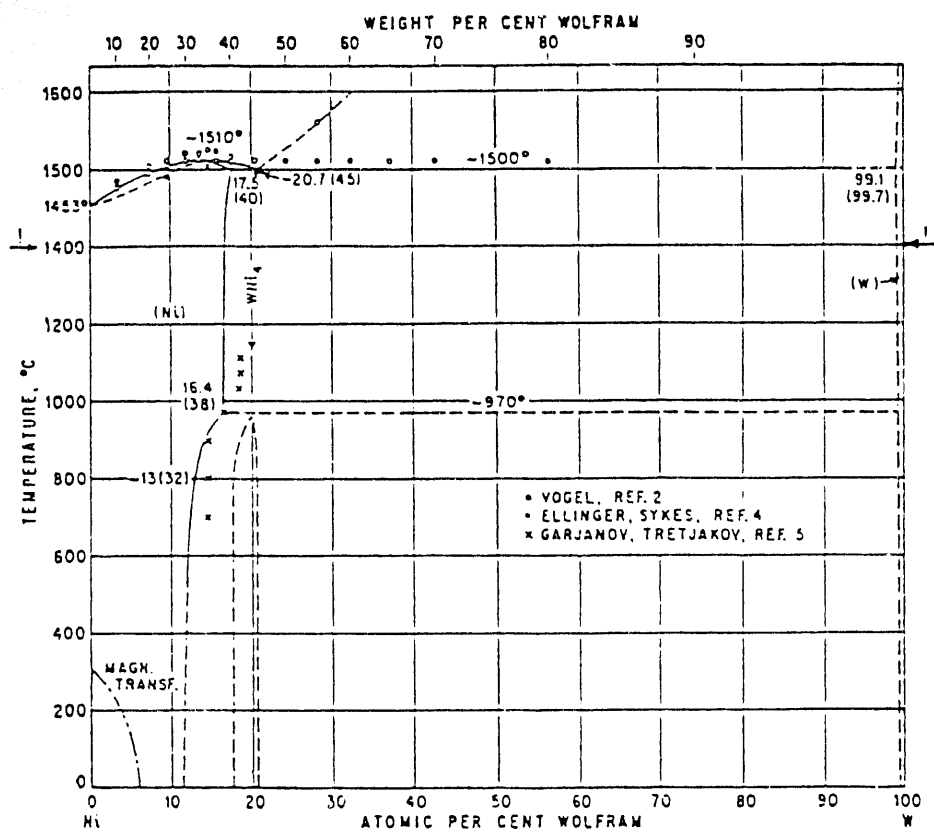 WEIGHT PER CENT WOLFRAM
10 20 30 40 50 60 70 80 90
1600
~1510°
1500
~1500°
17.5
(40)
~20.7 (45)
99.1
(99.7)
1453°
1400
WNi4
(W)
1200
(Ni)
16.4
(38)
1000
~970°
~13(32)
800
• VOGEL, REF. 2
• ELLINGER, SYKES, REF. 4
× GARJANOV, TRETJAKOV, REF. 5
600
400
MAGN.
TRANSF.
200
0
TEMPERATURE, °C
0 10 20 30 40 50 60 70 80 90 100
Ni ATOMIC PER CENT WOLFRAM W